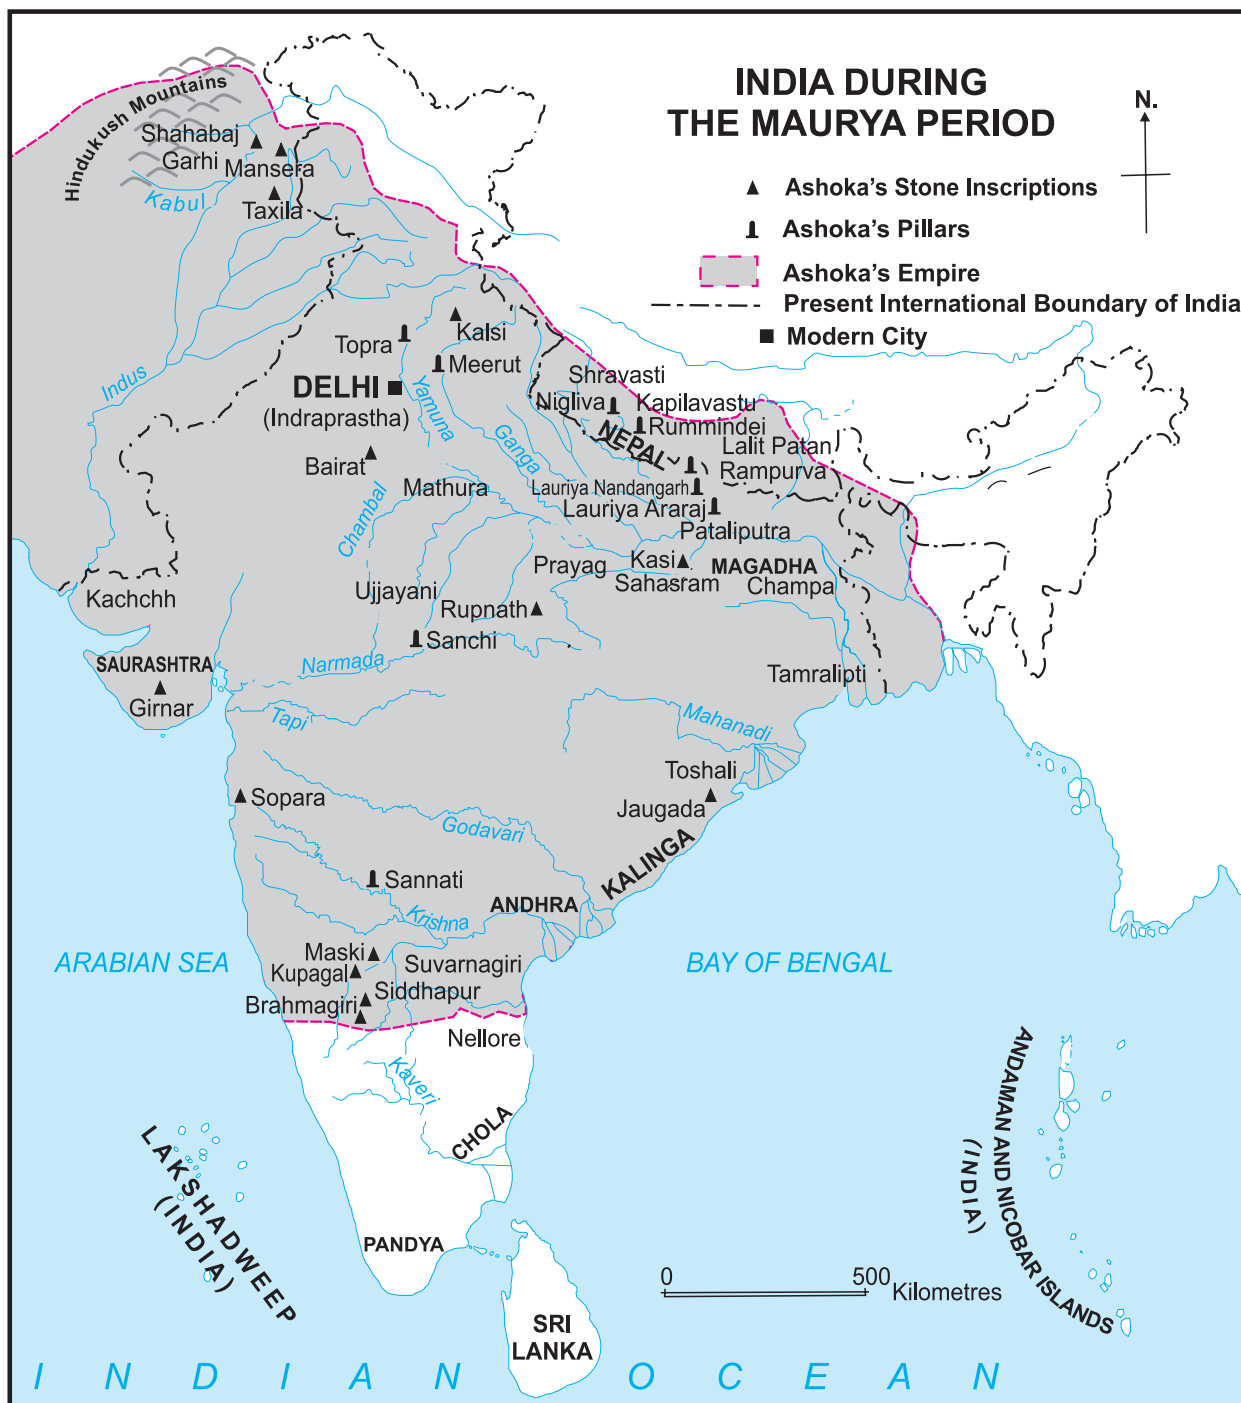 INDIA DURING
THE MAURYA PERIOD
N.
Ashoka's Stone Inscriptions
Ashoka's Pillars
Ashoka's Empire
Present International Boundary of India
Modern City
Hindukush Mountains
Shahabaj
Garhi
Mansera
Kabul
Taxila
Indus
Topra
Kalsi
Meerut
DELHI
(Indraprastha)
Yamuna
Bairat
Mathura
Ganga
Chambal
Shravasti
Nigliva
Kapilavastu
Rummindei
NEPAL
Lalit Patan
Rampurva
Lauriya Nandangarh
Lauriya Araraj
Pataliputra
Prayag
Kasi
Sahasram
MAGADHA
Champa
Kachchh
Ujjayani
Rupnath
Sanchi
SAURASHTRA
Girnar
Narmada
Tapi
Tamralipti
Mahanadi
Toshali
Jaugada
Sopara
Godavari
KALINGA
Sannati
Krishna
ANDHRA
ARABIAN SEA
BAY OF BENGAL
Maski
Kupagal
Suvarnagiri
Siddhapur
Brahmagiri
Nellore
Kaveri
CHOLA
PANDYA
LAKSHADWEEP
(INDIA)
ANDAMAN AND NICOBAR ISLANDS
(INDIA)
0 500
Kilometres
SRI
LANKA
INDIAN OCEAN